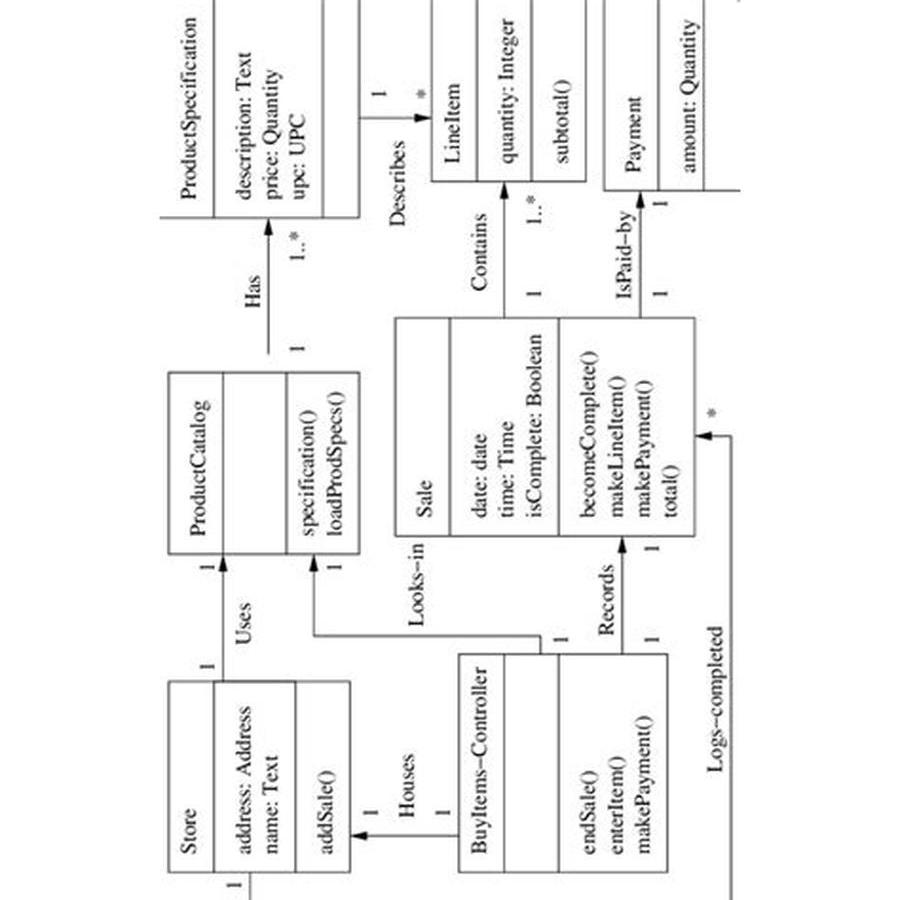 Store
address: Address
name: Text
addSale()
1
1
Uses
1
ProductCatalog
specification()
loadProdSpecs()
1
Has
1..*
ProductSpecification
description: Text
price: Quantity
upc: UPC
1
Describes
*
1
Houses
1
BuyItems-Controller
endSale()
enterItem()
makePayment()
1
Looks-in
1
1
Records
1
Sale
date: date
time: Time
isComplete: Boolean
becomeComplete()
makeLineItem()
makePayment()
total()
1
Contains
1..*
LineItem
quantity: Integer
subtotal()
1
IsPaid-by
1
Payment
amount: Quantity
Logs-completed
*